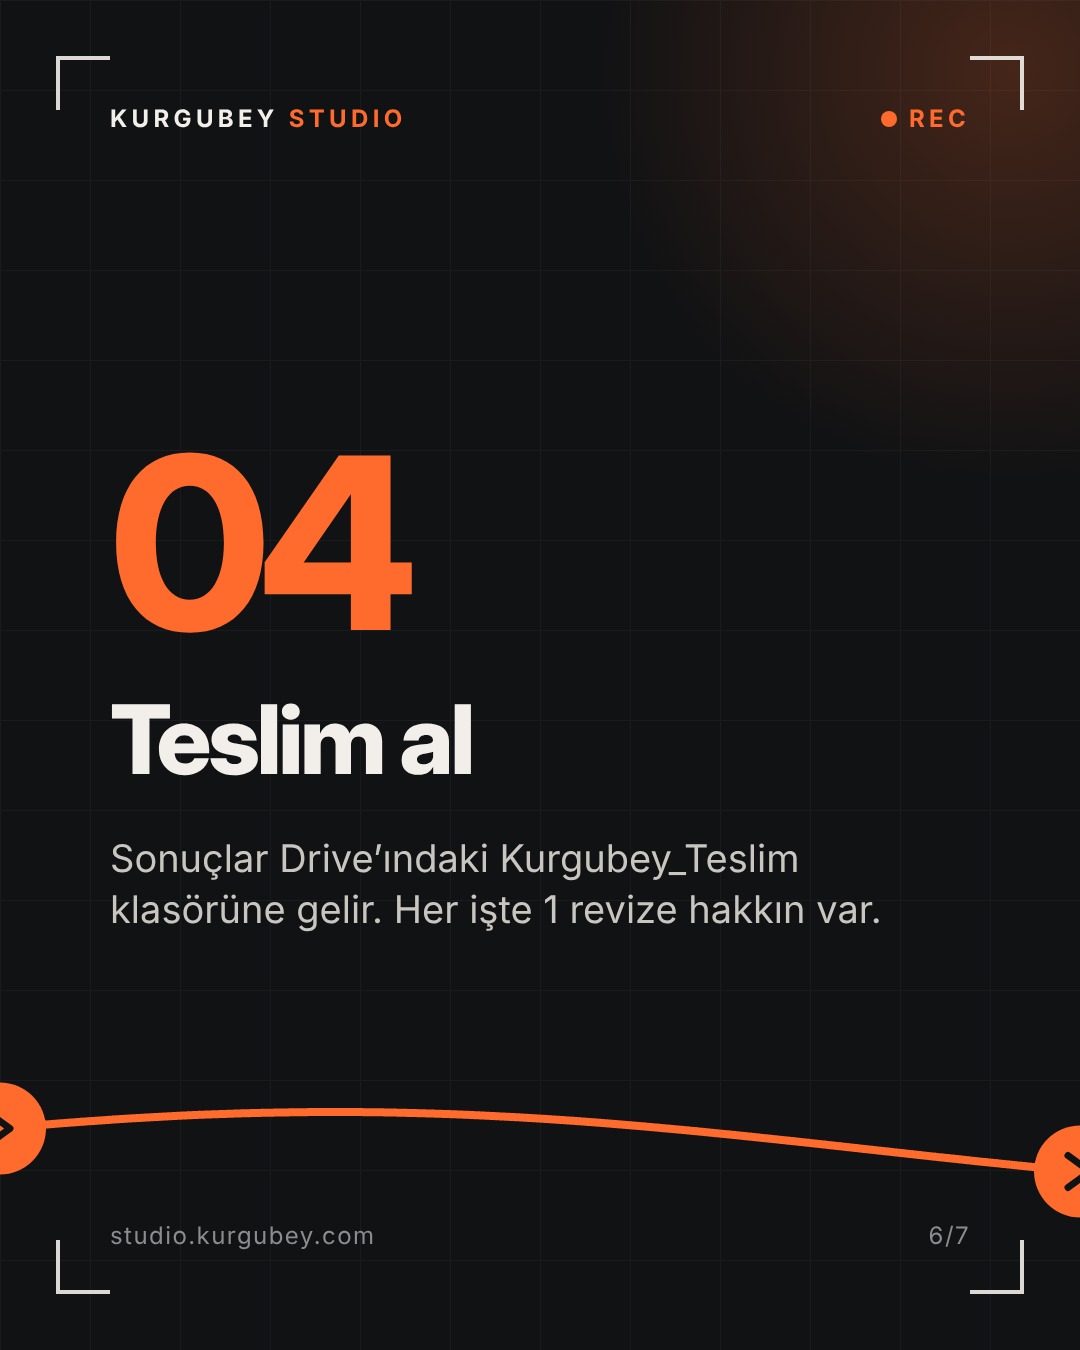 KURGUBEY STUDIO
REC
04
Teslim al
Sonuçlar Drive’ındaki Kurgubey_Teslim
klasörüne gelir. Her işte 1 revize hakkın var.
studio.kurgubey.com
6/7